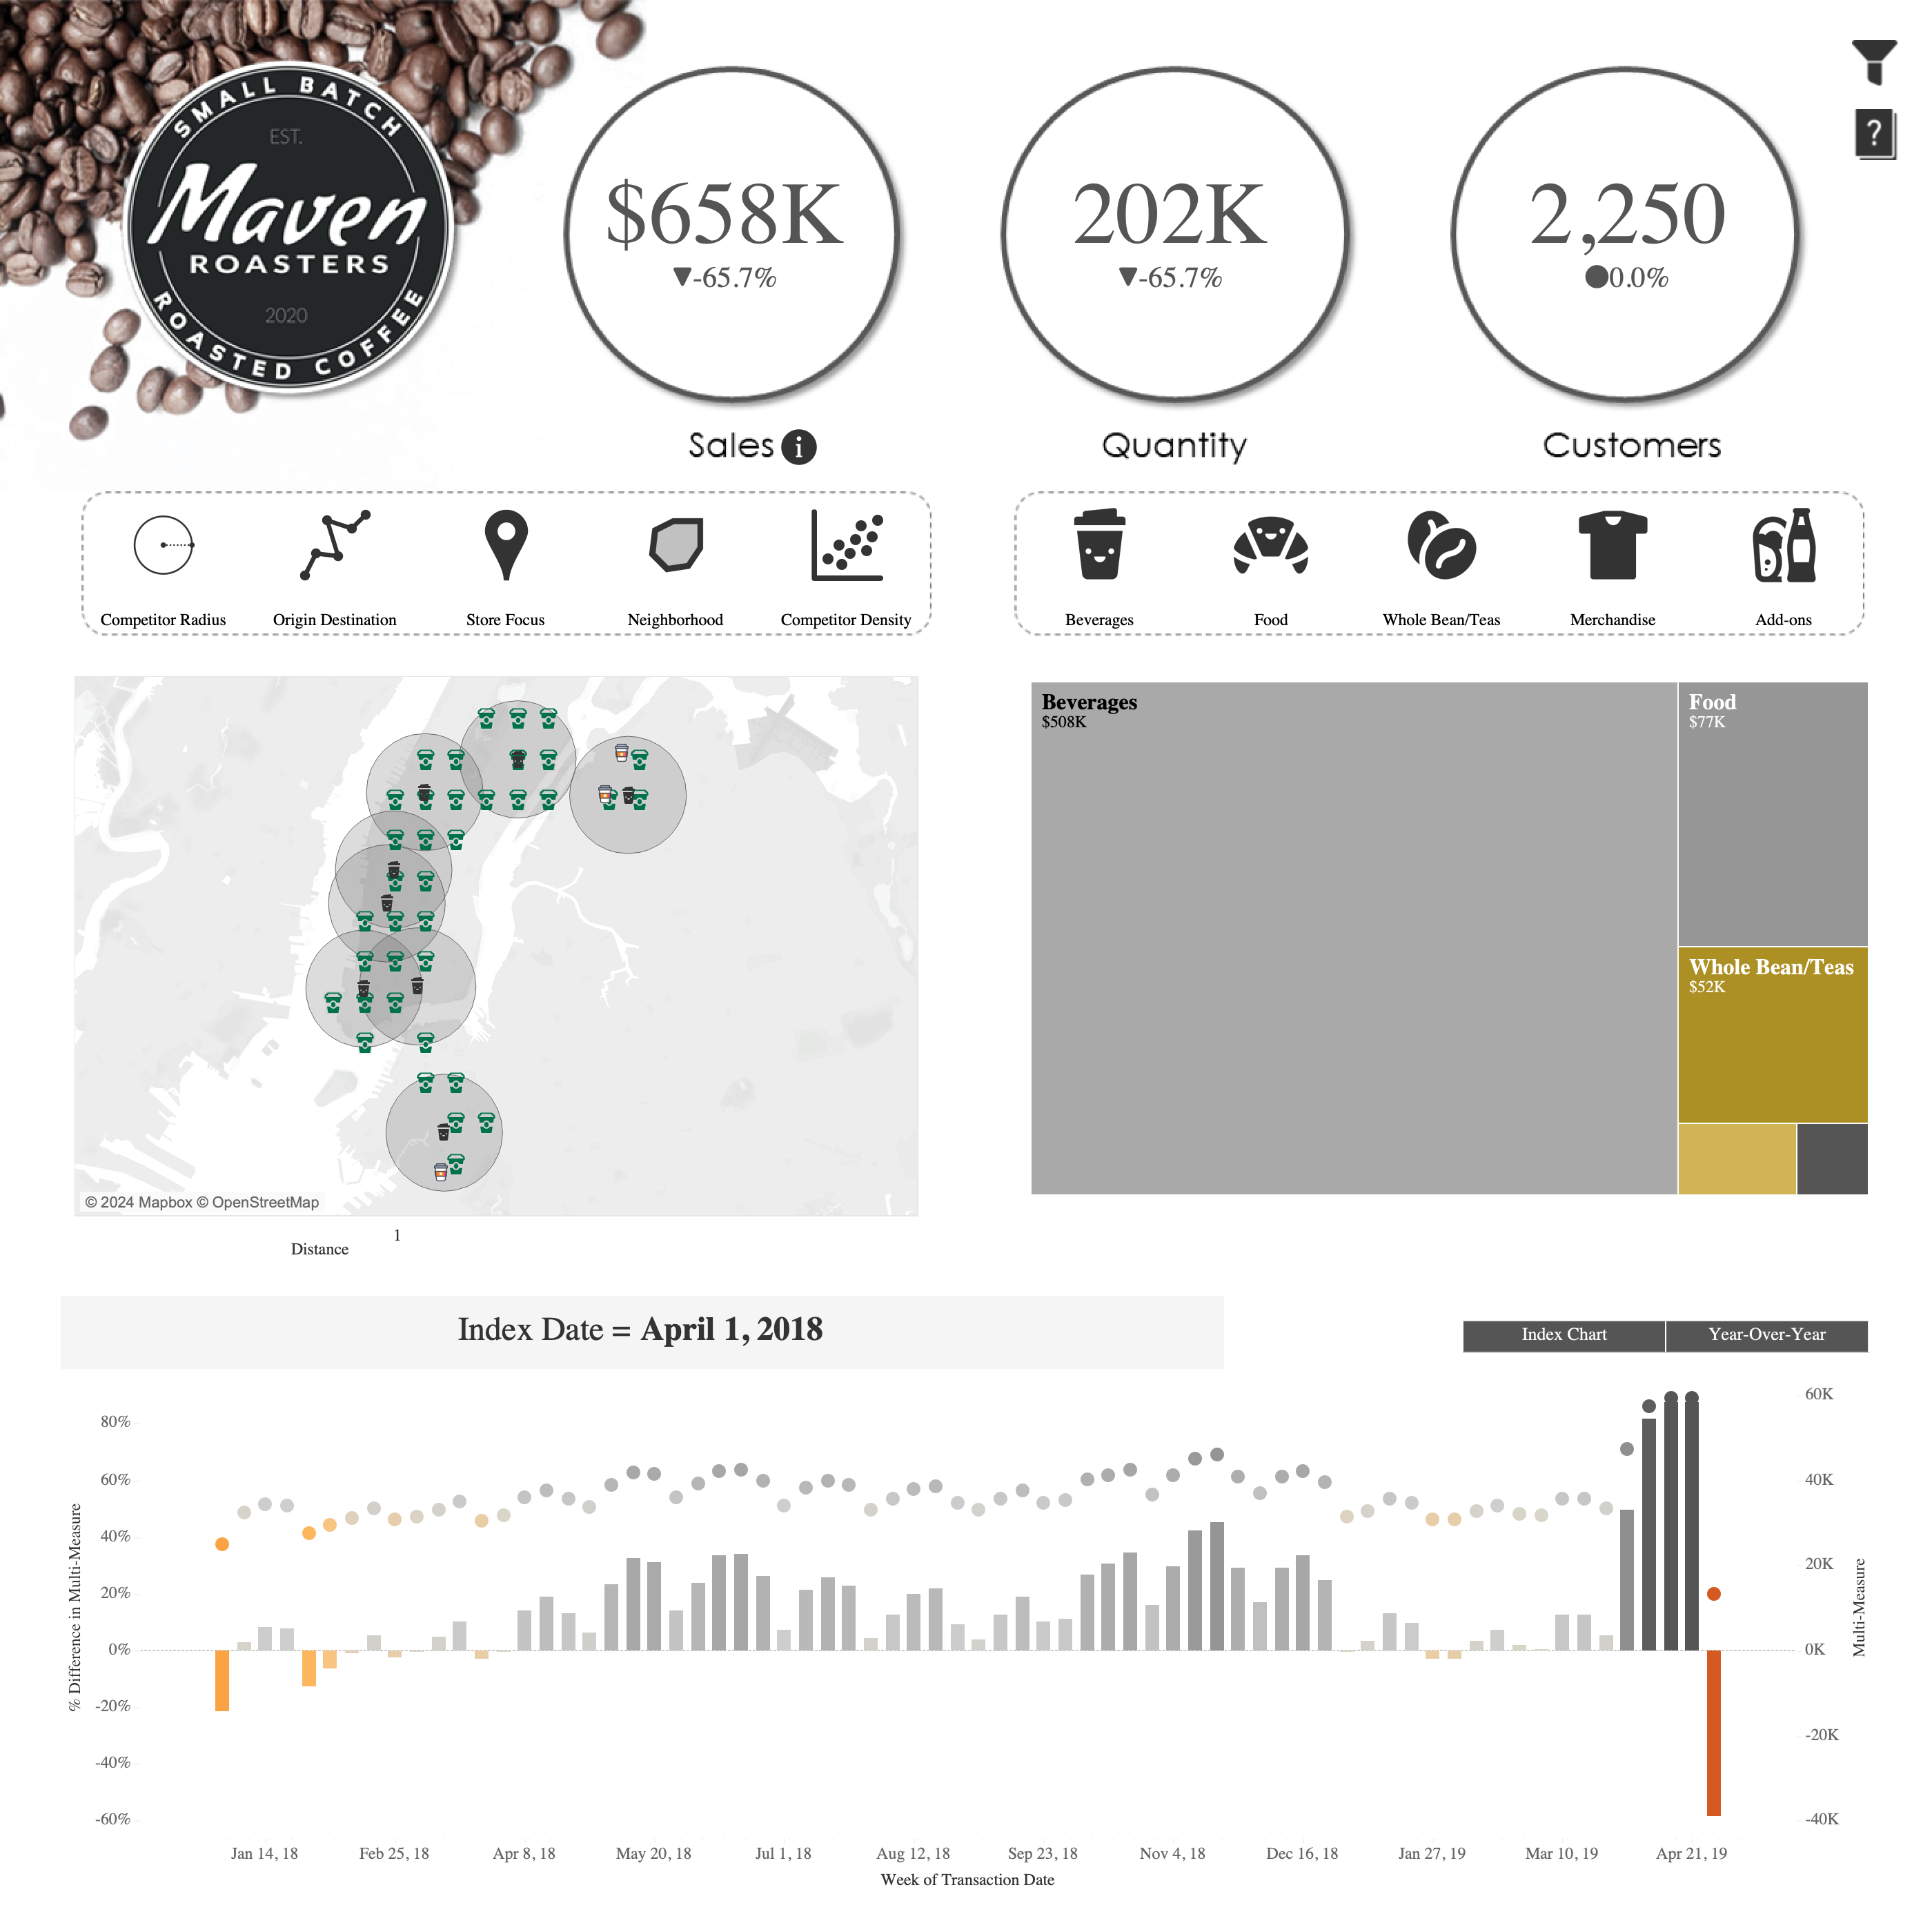 SMALL BATCH
EST.
Maven
ROASTERS
2020
ROASTED COFFEE
$658K
▼-65.7%
Sales i
202K
▼-65.7%
Quantity
2,250
●0.0%
Customers
?
Competitor Radius
Origin Destination
Store Focus
Neighborhood
Competitor Density
Beverages
Food
Whole Bean/Teas
Merchandise
Add-ons
© 2024 Mapbox © OpenStreetMap
1
Distance
Beverages
$508K
Food
$77K
Whole Bean/Teas
$52K
Index Date = April 1, 2018
Index Chart
Year-Over-Year
% Difference in Multi-Measure
80%
60%
40%
20%
0%
-20%
-40%
-60%
60K
40K
20K
0K
-20K
-40K
Multi-Measure
Jan 14, 18
Feb 25, 18
Apr 8, 18
May 20, 18
Jul 1, 18
Aug 12, 18
Sep 23, 18
Nov 4, 18
Dec 16, 18
Jan 27, 19
Mar 10, 19
Apr 21, 19
Week of Transaction Date